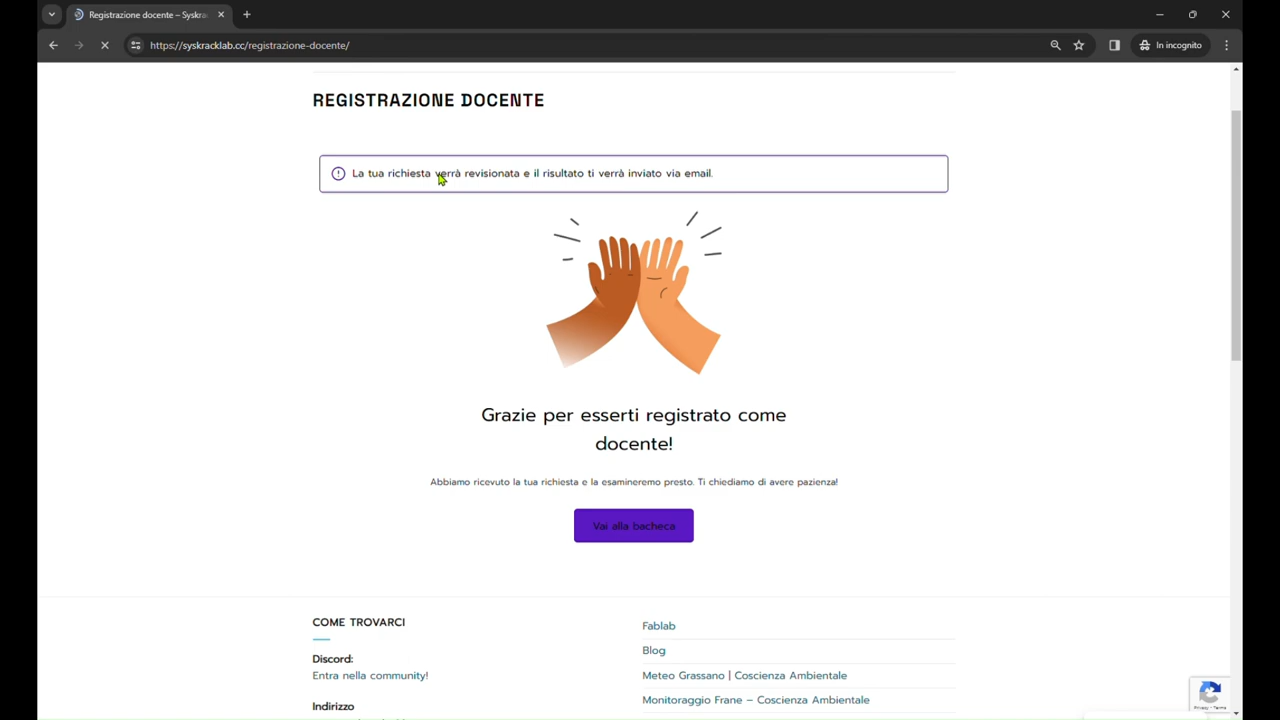 Registrazione docente – Syskra
https://syskracklab.cc/registrazione-docente/
In incognito
REGISTRAZIONE DOCENTE
La tua richiesta verrà revisionata e il risultato ti verrà inviato via email.
Grazie per esserti registrato come
docente!
Abbiamo ricevuto la tua richiesta e la esamineremo presto. Ti chiediamo di avere pazienza!
Vai alla bacheca
COME TROVARCI
Discord:
Entra nella community!
Indirizzo
Fablab
Blog
Meteo Grassano | Coscienza Ambientale
Monitoraggio Frane – Coscienza Ambientale
Privacy - Terms